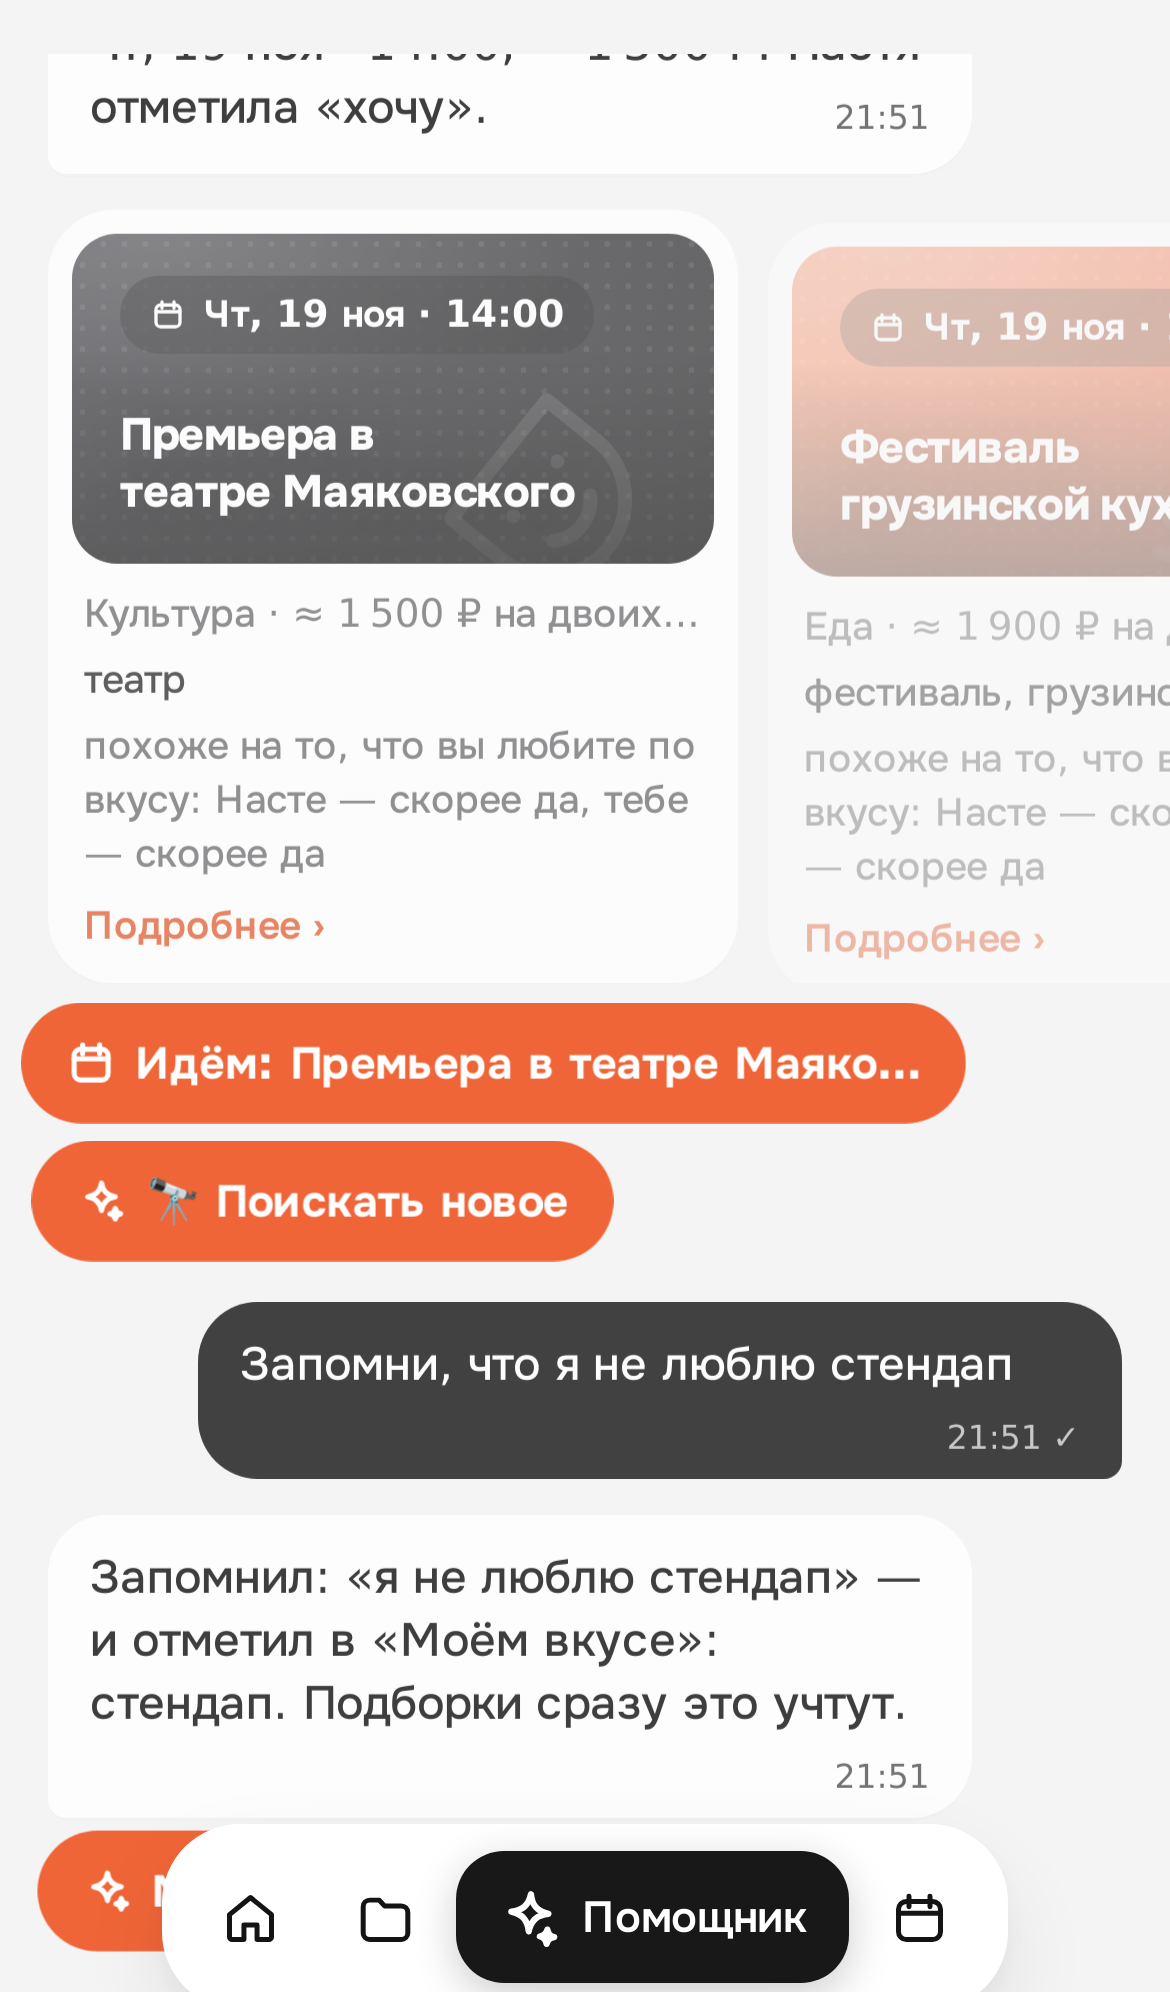 отметила «хочу».
21:51
Чт, 19 ноя · 14:00
Премьера в
театре Маяковского
Культура · ≈ 1 500 ₽ на двоих...
театр
похоже на то, что вы любите по
вкусу: Насте — скорее да, тебе
— скорее да
Подробнее ›
Чт, 19 ноя ·
Фестиваль
грузинской
Еда · ≈ 1 900 ₽ на
фестиваль,
похоже на то, что
вкусу: Насте —
— скорее да
Подробнее ›
Идём: Премьера в театре Маяко...
Поискать новое
Запомни, что я не люблю стендап
21:51 ✓
Запомнил: «я не люблю стендап» —
и отметил в «Моём вкусе»:
стендап. Подборки сразу это учтут.
21:51
Помощник